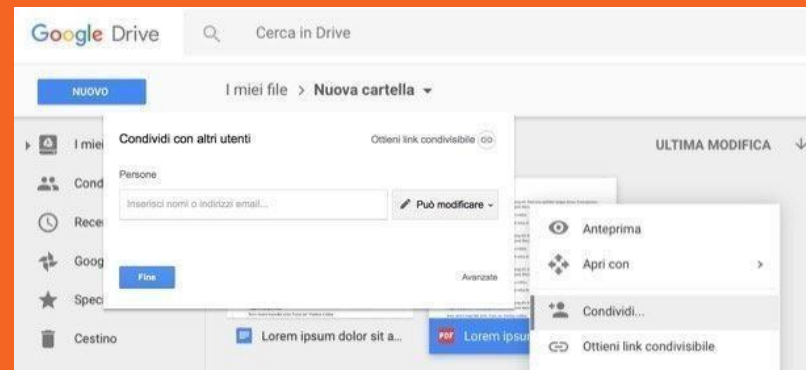 Google Drive
Cerca in Drive
NUOVO
I miei file > Nuova cartella
Condividi con altri utenti
Ottieni link condivisibile
Persone
Inserisci nomi o indirizzi email...
Può modificare
Fine
Avanzate
I miei
Cond
Rece
Goog
Speci
Cestino
ULTIMA MODIFICA
Lorem ipsum dolor sit a...
PDF
Lorem ipsu
Anteprima
Apri con
Condividi...
Ottieni link condivisibile